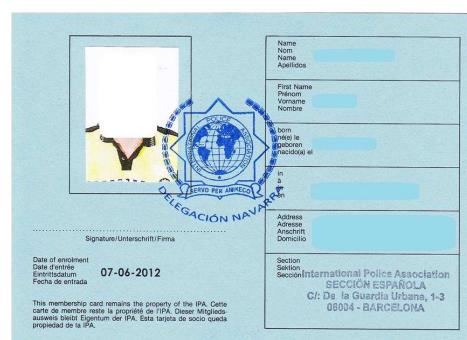 INTERNATIONAL POLICE ASSOCIATION
SERVO PER AMIKECO
DELEGACIÓN NAVARRA
Signature/Unterschrift/Firma
Date of enrolment
Date d'entrée
Eintrittsdatum
Fecha de entrada
07-06-2012
This membership card remains the property of the IPA. Cette
carte de membre reste la propriété de l'IPA. Dieser Mitglieds-
ausweis bleibt Eigentum der IPA. Esta tarjeta de socio queda
propiedad de la IPA.
Name
Nom
Name
Apellidos
First Name
Prénom
Vorname
Nombre
born
né(e) le
geboren
nacido(a) el
in
à
en
Address
Adresse
Anschrift
Domicilio
Section
Sektion
Sección
International Police Association
SECCIÓN ESPAÑOLA
C/: De la Guardia Urbana, 1-3
08004 - BARCELONA